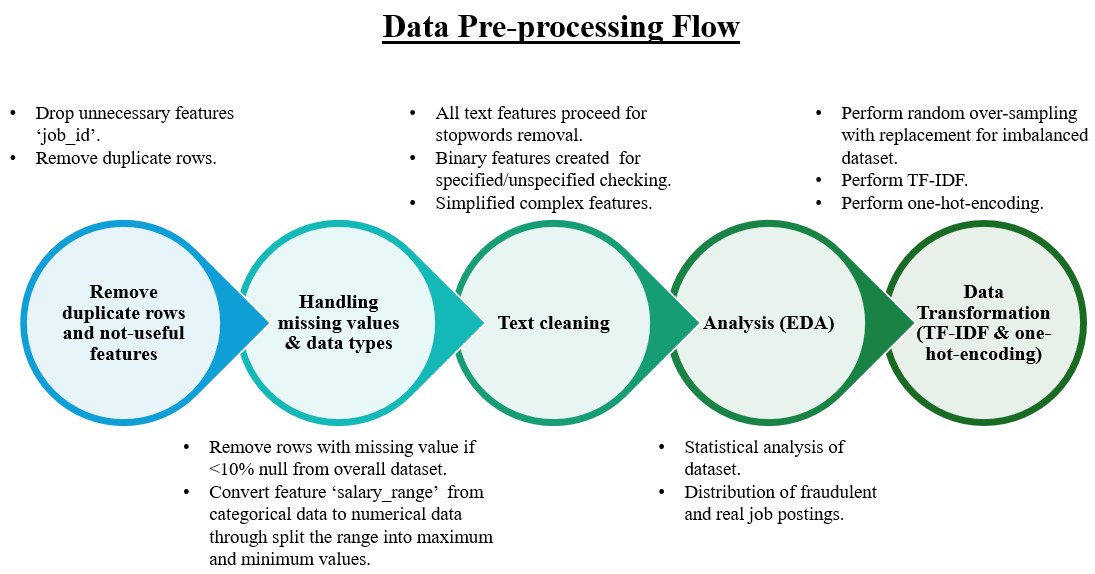 Data Pre-processing Flow
• Drop unnecessary features
‘job_id’.
• Remove duplicate rows.
• All text features proceed for
stopwords removal.
• Binary features created for
specified/unspecified checking.
• Simplified complex features.
• Perform random over-sampling
with replacement for imbalanced
dataset.
• Perform TF-IDF.
• Perform one-hot-encoding.
Remove
duplicate rows
and not-useful
features
Handling
missing values
& data types
Text cleaning
Analysis (EDA)
Data
Transformation
(TF-IDF & one-
hot-encoding)
• Remove rows with missing value if
<10% null from overall dataset.
• Convert feature ‘salary_range’ from
categorical data to numerical data
through split the range into maximum
and minimum values.
• Statistical analysis of
dataset.
• Distribution of fraudulent
and real job postings.